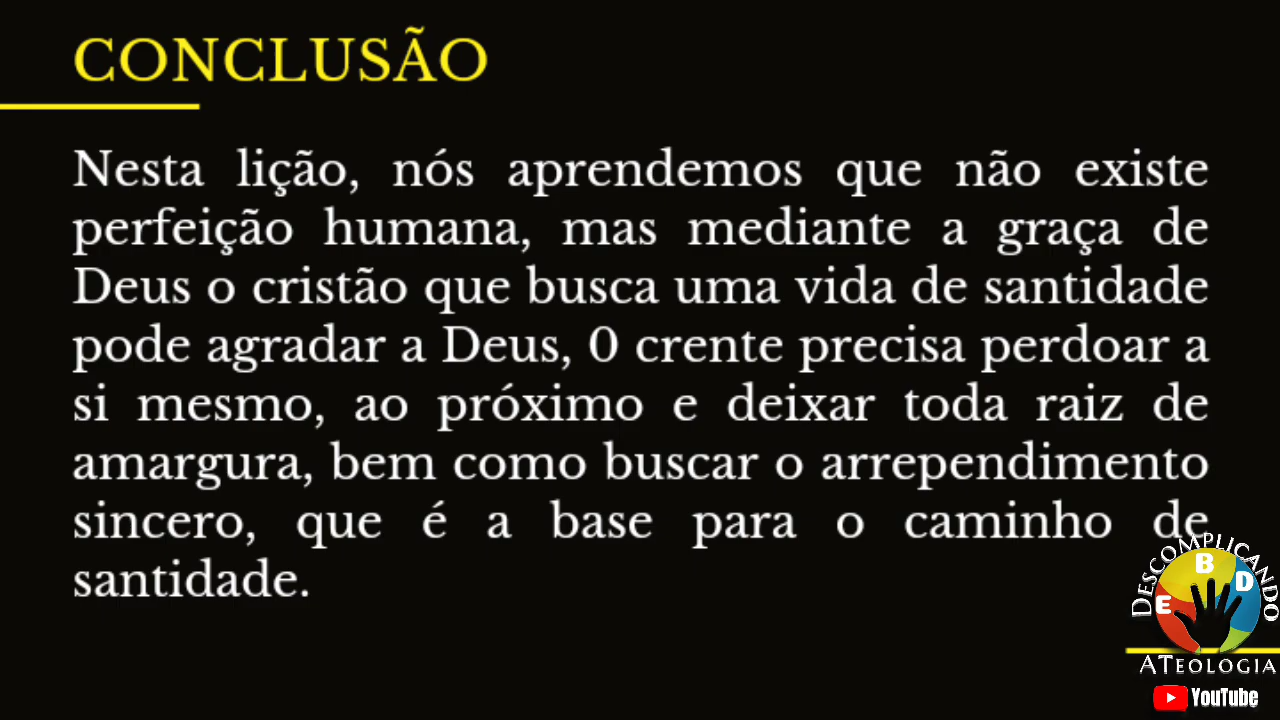 CONCLUSÃO
Nesta lição, nós aprendemos que não existe
perfeição humana, mas mediante a graça de
Deus o cristão que busca uma vida de santidade
pode agradar a Deus, 0 crente precisa perdoar a
si mesmo, ao próximo e deixar toda raiz de
amargura, bem como buscar o arrependimento
sincero, que é a base para o caminho de
santidade.
DESCOMPLICANDO
E B D
ATEOLOGIA
YouTube